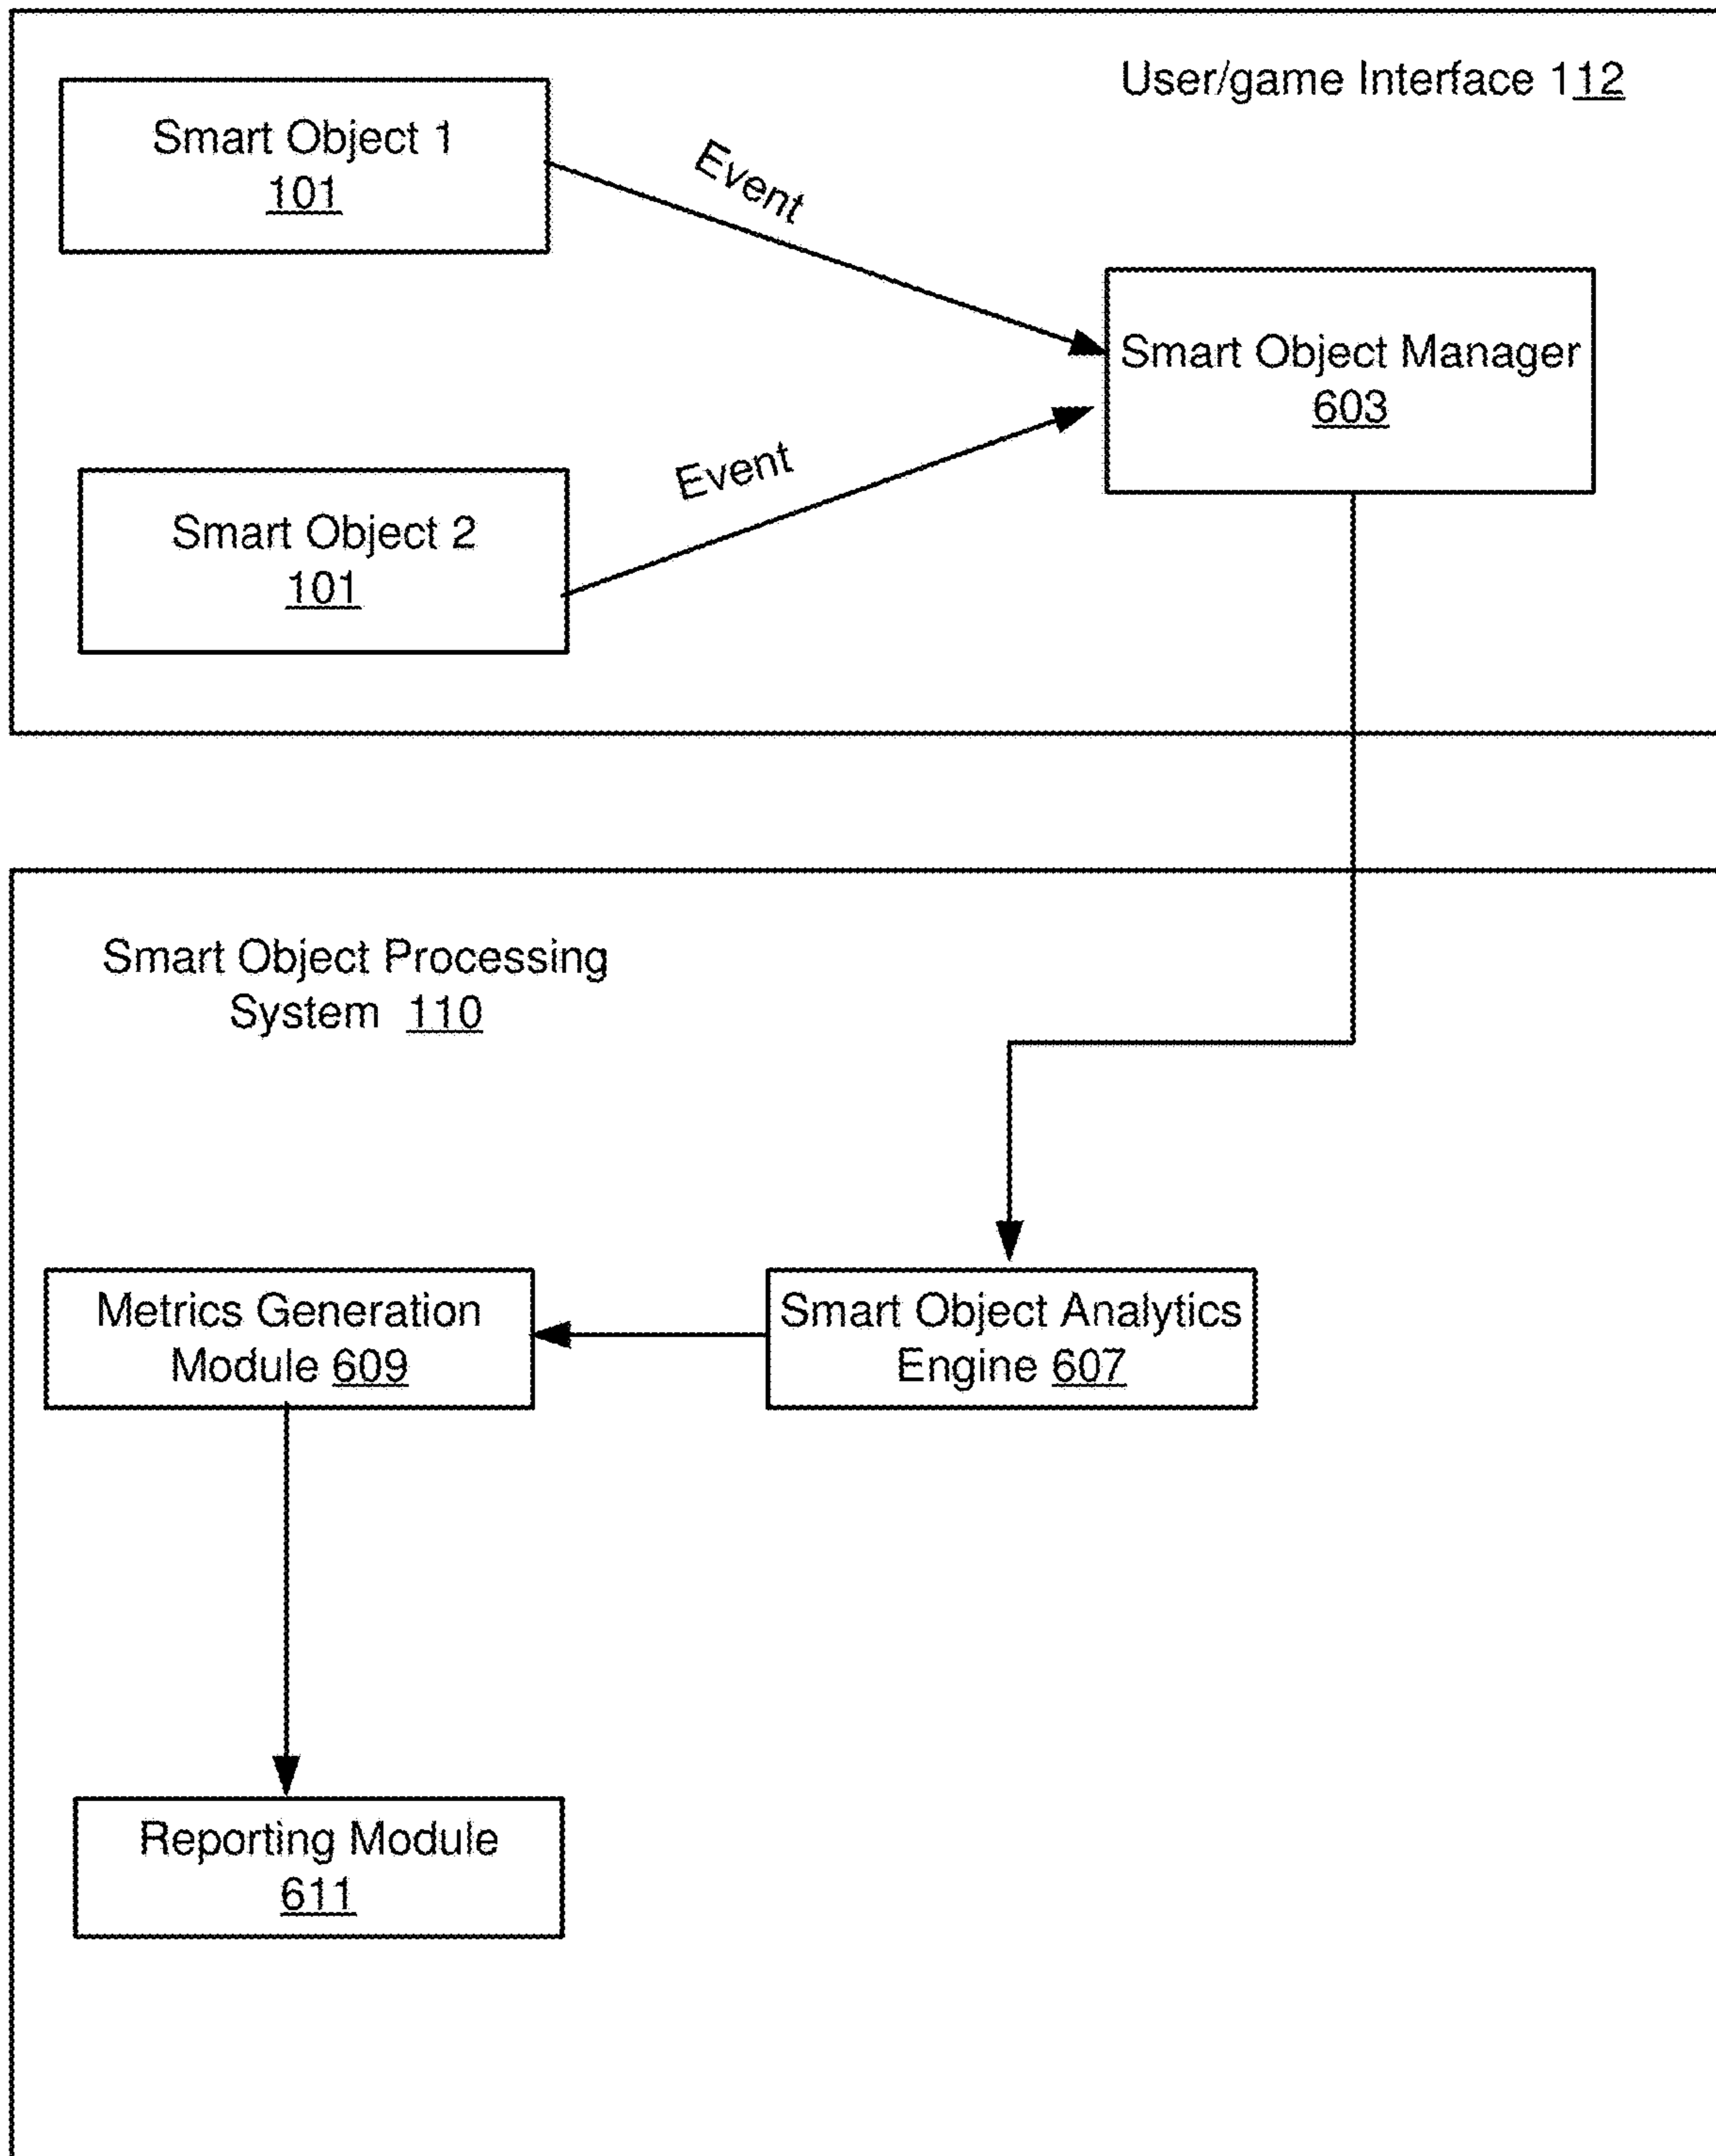 User/game Interface 112
Smart Object 1
101
Event
Smart Object Manager
603
Event
Smart Object 2
101
Smart Object Processing
System 110
Metrics Generation
Module 609
Smart Object Analytics
Engine 607
Reporting Module
611